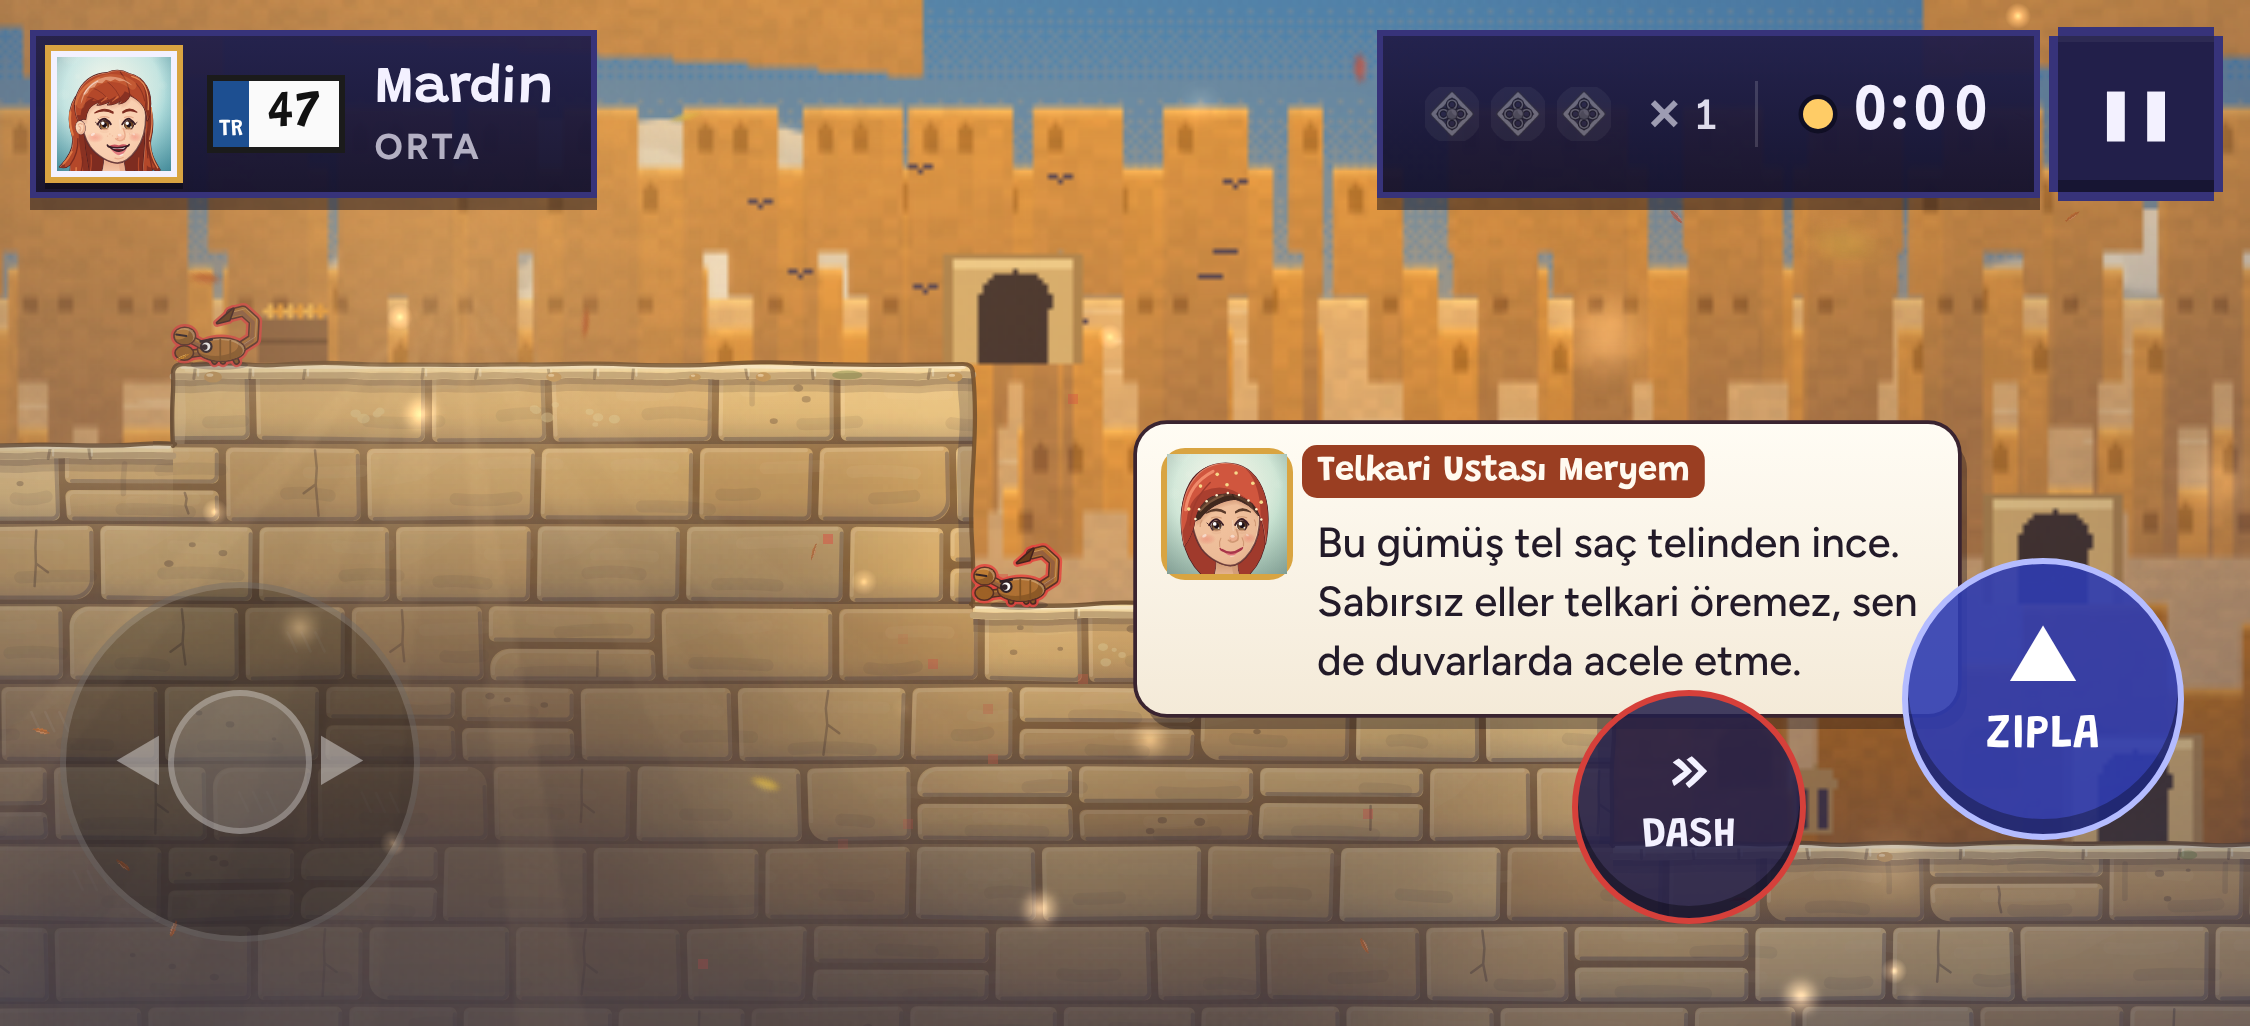 TR 47
Mardin
ORTA
× 1
0:00
Telkari Ustası Meryem
Bu gümüş tel saç telinden ince.
Sabırsız eller telkari öremez, sen
de duvarlarda acele etme.
ZIPLA
DASH